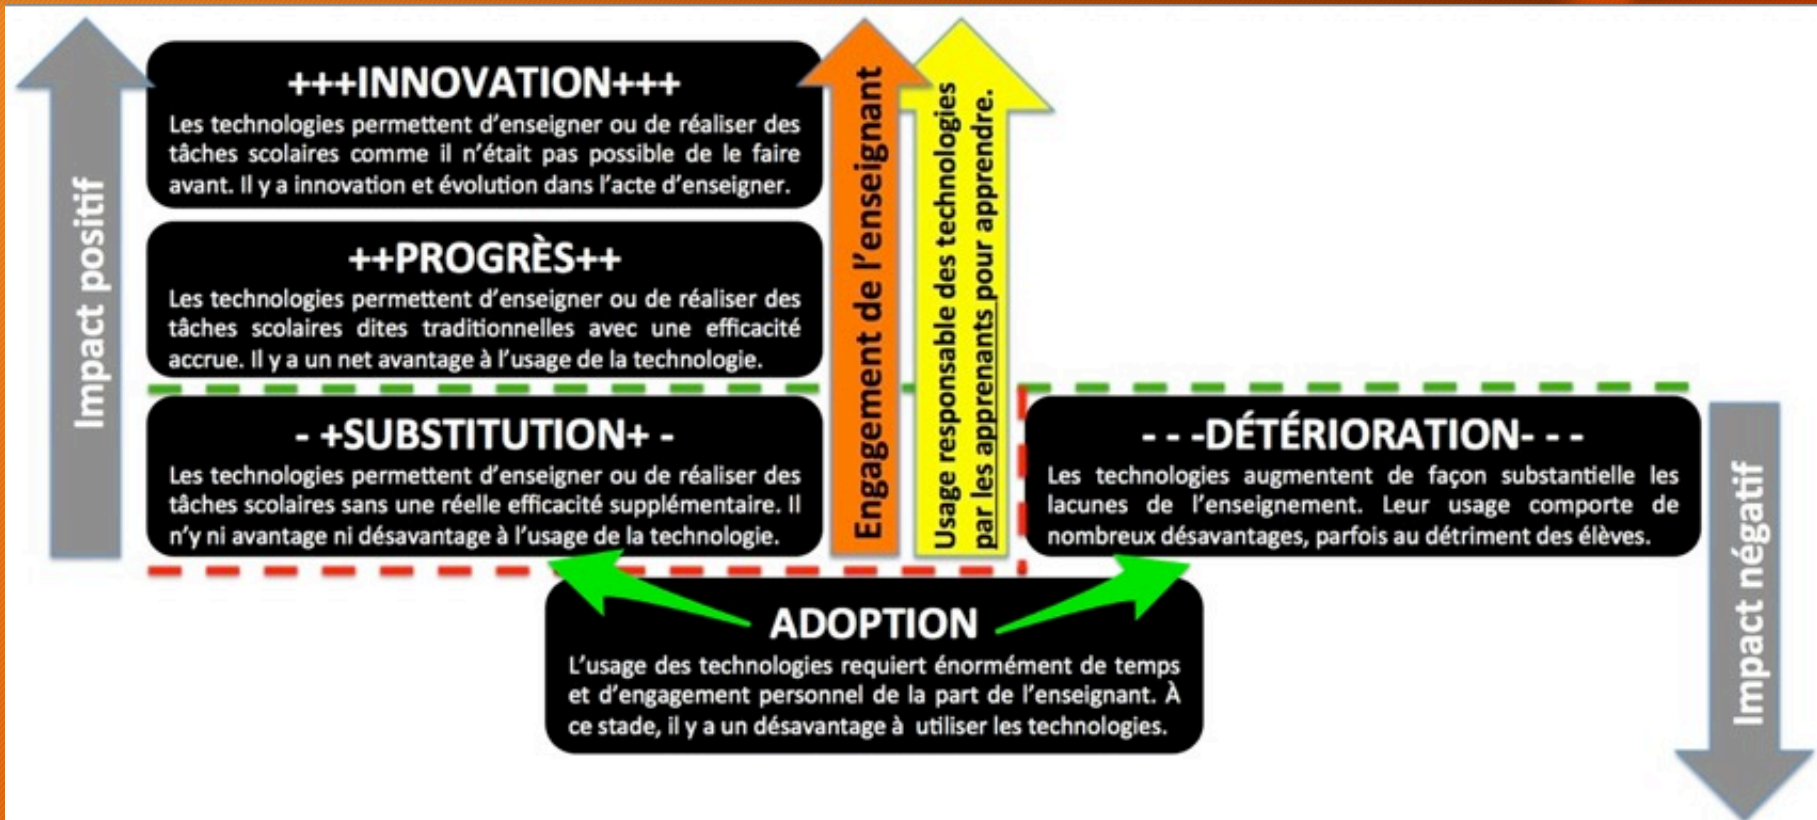 Impact positif
+++INNOVATION+++
Les technologies permettent d’enseigner ou de réaliser des
tâches scolaires comme il n’était pas possible de le faire
avant. Il y a innovation et évolution dans l’acte d’enseigner.
++PROGRÈS++
Les technologies permettent d’enseigner ou de réaliser des
tâches scolaires dites traditionnelles avec une efficacité
accrue. Il y a un net avantage à l’usage de la technologie.
- +SUBSTITUTION+ -
Les technologies permettent d’enseigner ou de réaliser des
tâches scolaires sans une réelle efficacité supplémentaire. Il
n’y ni avantage ni désavantage à l’usage de la technologie.
Engagement de l’enseignant
Usage responsable des technologies
par les apprenants pour apprendre.
- - -DÉTÉRIORATION- - -
Les technologies augmentent de façon substantielle les
lacunes de l’enseignement. Leur usage comporte de
nombreux désavantages, parfois au détriment des élèves.
Impact négatif
ADOPTION
L’usage des technologies requiert énormément de temps
et d’engagement personnel de la part de l’enseignant. À
ce stade, il y a un désavantage à utiliser les technologies.